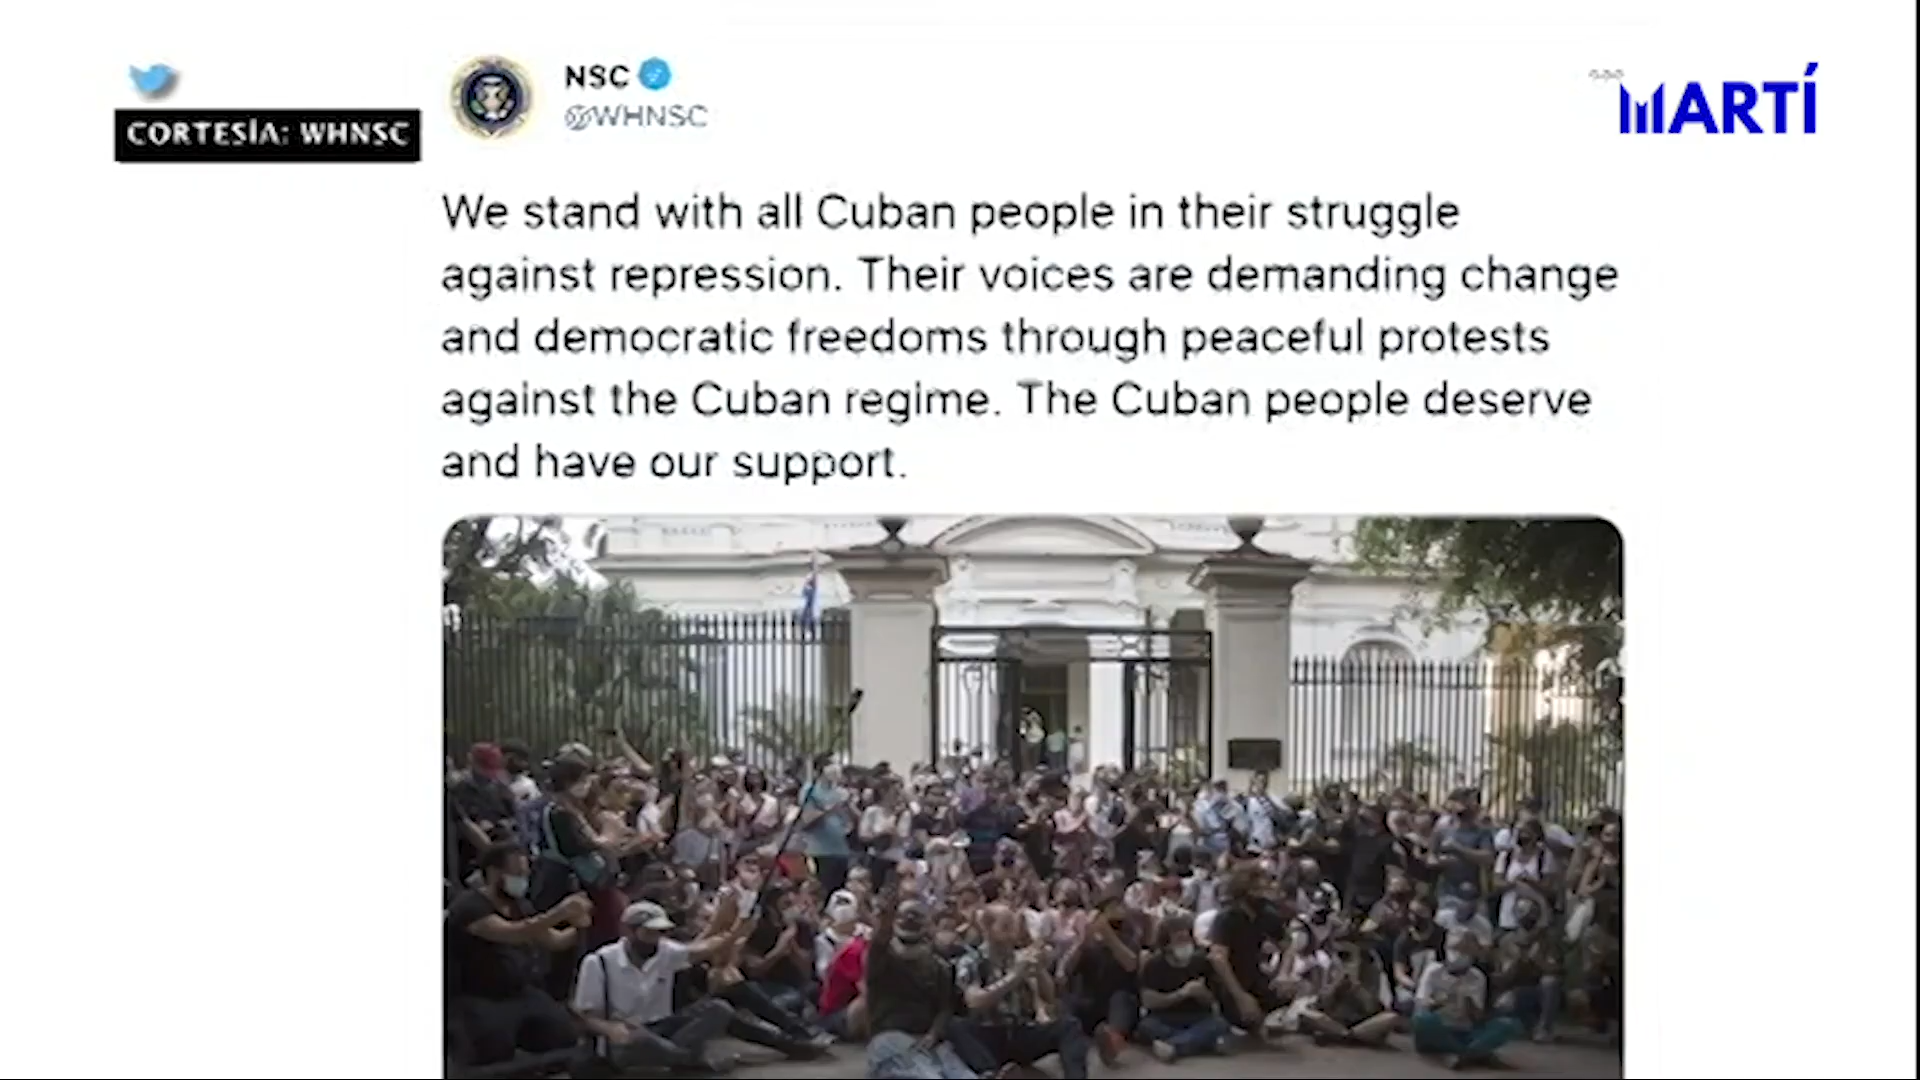 CORTESÍA: WHNSC
NSC
@WHNSC
MARTÍ
We stand with all Cuban people in their struggle
against repression. Their voices are demanding change
and democratic freedoms through peaceful protests
against the Cuban regime. The Cuban people deserve
and have our support.